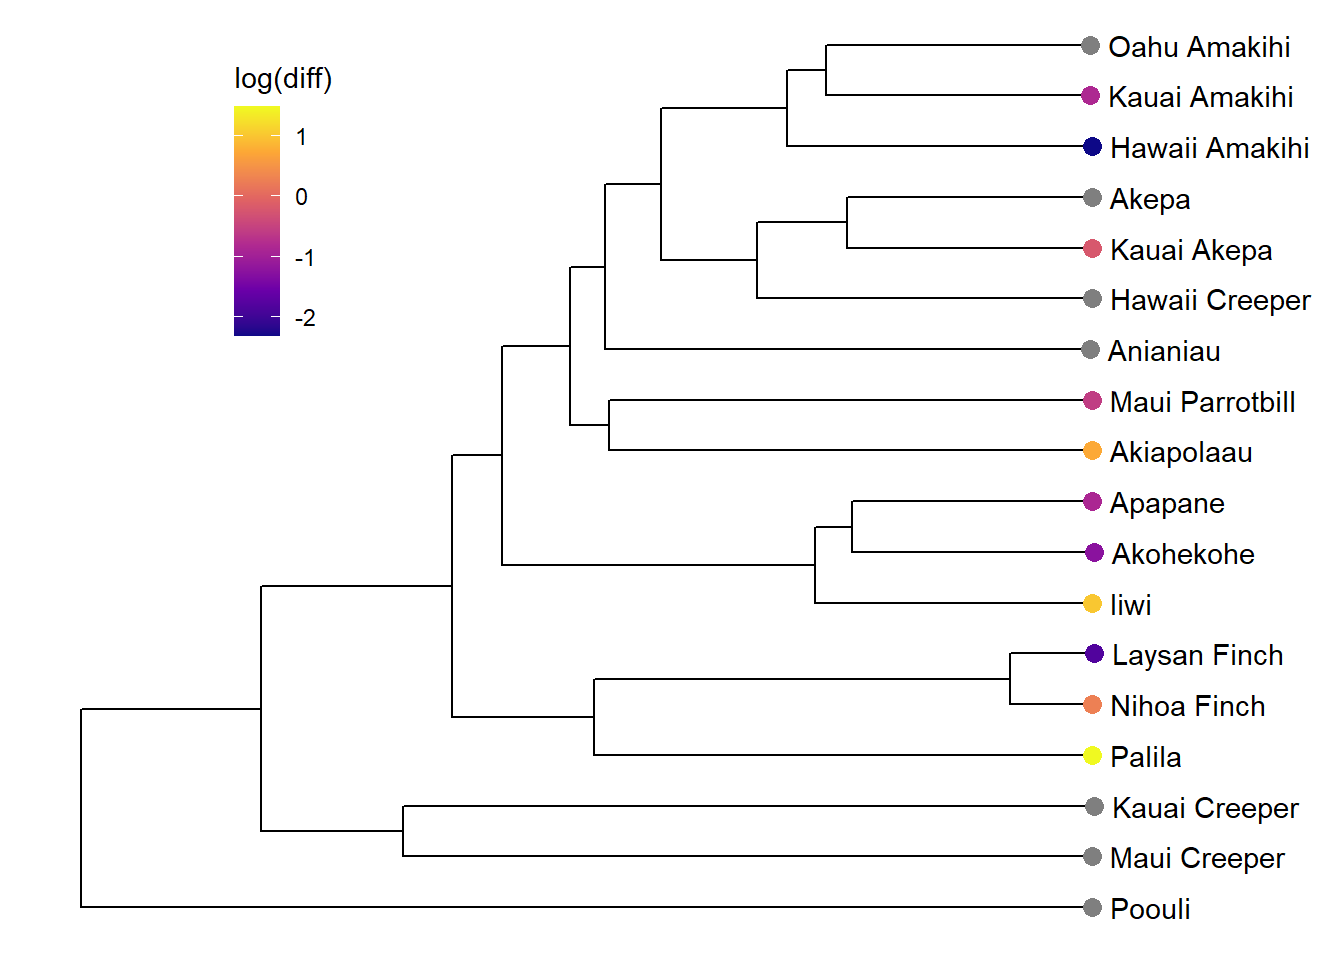 log(diff)
1
0
-1
-2
Oahu Amakihi
Kauai Amakihi
Hawaii Amakihi
Akepa
Kauai Akepa
Hawaii Creeper
Anianiau
Maui Parrotbill
Akiapolaau
Apapane
Akohekohe
Iiwi
Laysan Finch
Nihoa Finch
Palila
Kauai Creeper
Maui Creeper
Poouli